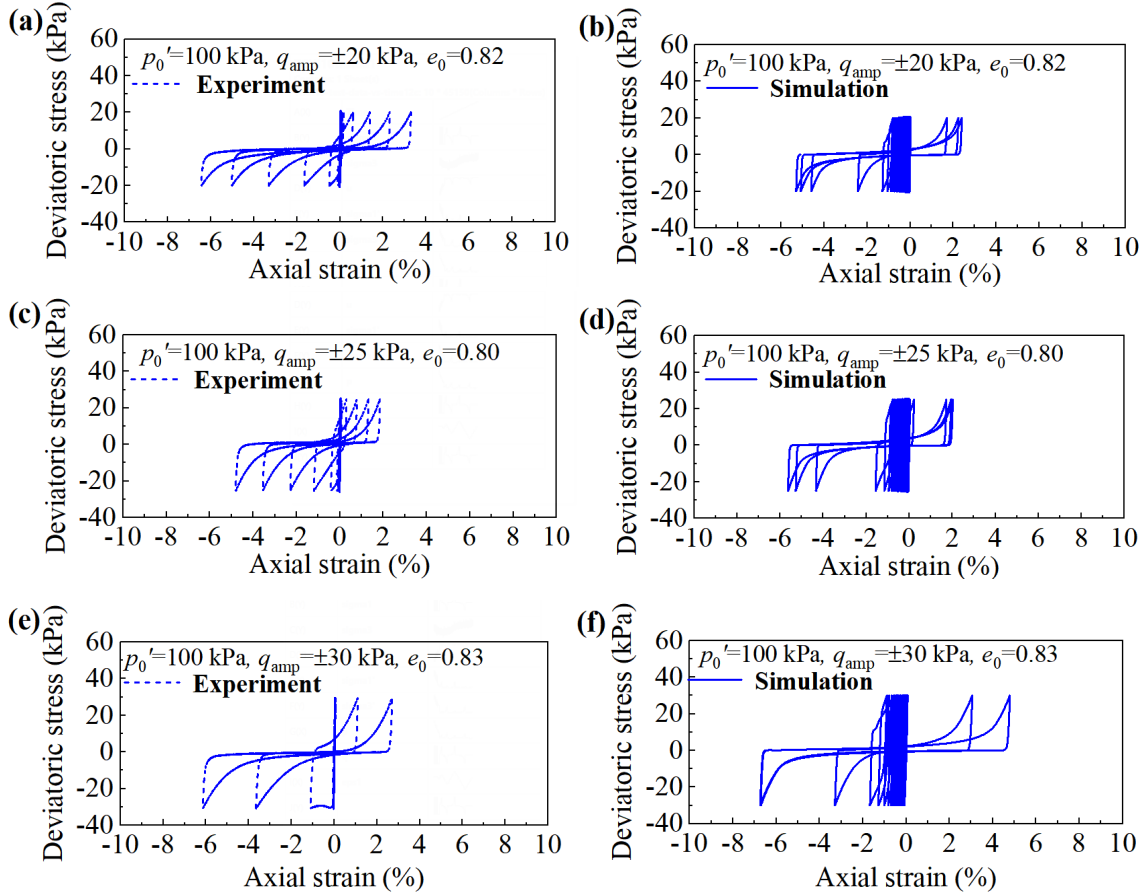 (a)
Deviatoric stress (kPa)
60
40
20
0
-20
-40
p₀′=100 kPa, qamp=±20 kPa, e₀=0.82
Experiment
-10 -8 -6 -4 -2 0 2 4 6 8 10
Axial strain (%)
(b)
Deviatoric stress (kPa)
60
40
20
0
-20
-40
p₀′=100 kPa, qamp=±20 kPa, e₀=0.82
Simulation
-10 -8 -6 -4 -2 0 2 4 6 8 10
Axial strain (%)
(c)
Deviatoric stress (kPa)
60
40
20
0
-20
-40
p₀′=100 kPa, qamp=±25 kPa, e₀=0.80
Experiment
-10 -8 -6 -4 -2 0 2 4 6 8 10
Axial strain (%)
(d)
Deviatoric stress (kPa)
60
40
20
0
-20
-40
p₀′=100 kPa, qamp=±25 kPa, e₀=0.80
Simulation
-10 -8 -6 -4 -2 0 2 4 6 8 10
Axial strain (%)
(e)
Deviatoric stress (kPa)
60
40
20
0
-20
-40
p₀′=100 kPa, qamp=±30 kPa, e₀=0.83
Experiment
-10 -8 -6 -4 -2 0 2 4 6 8 10
Axial strain (%)
(f)
Deviatoric stress (kPa)
60
40
20
0
-20
-40
p₀′=100 kPa, qamp=±30 kPa, e₀=0.83
Simulation
-10 -8 -6 -4 -2 0 2 4 6 8 10
Axial strain (%)